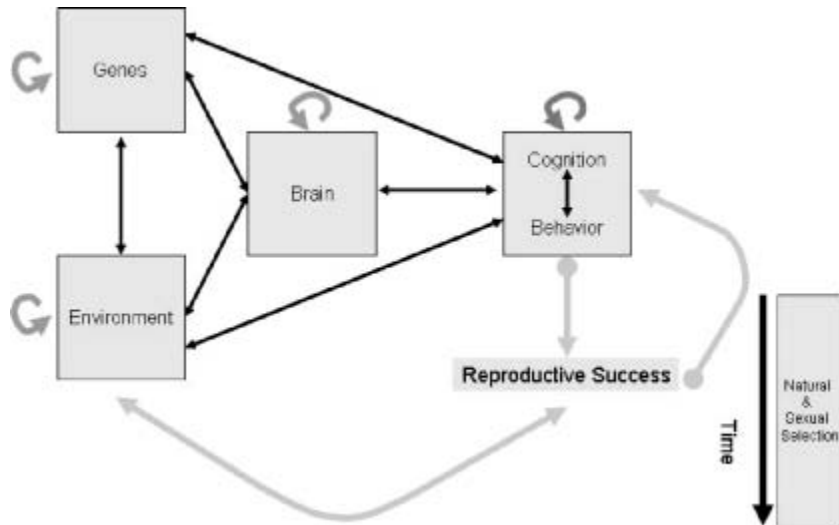 Genes
Brain
Cognition
Behavior
Environment
Reproductive Success
Time
Natural
&
Sexual
Selection